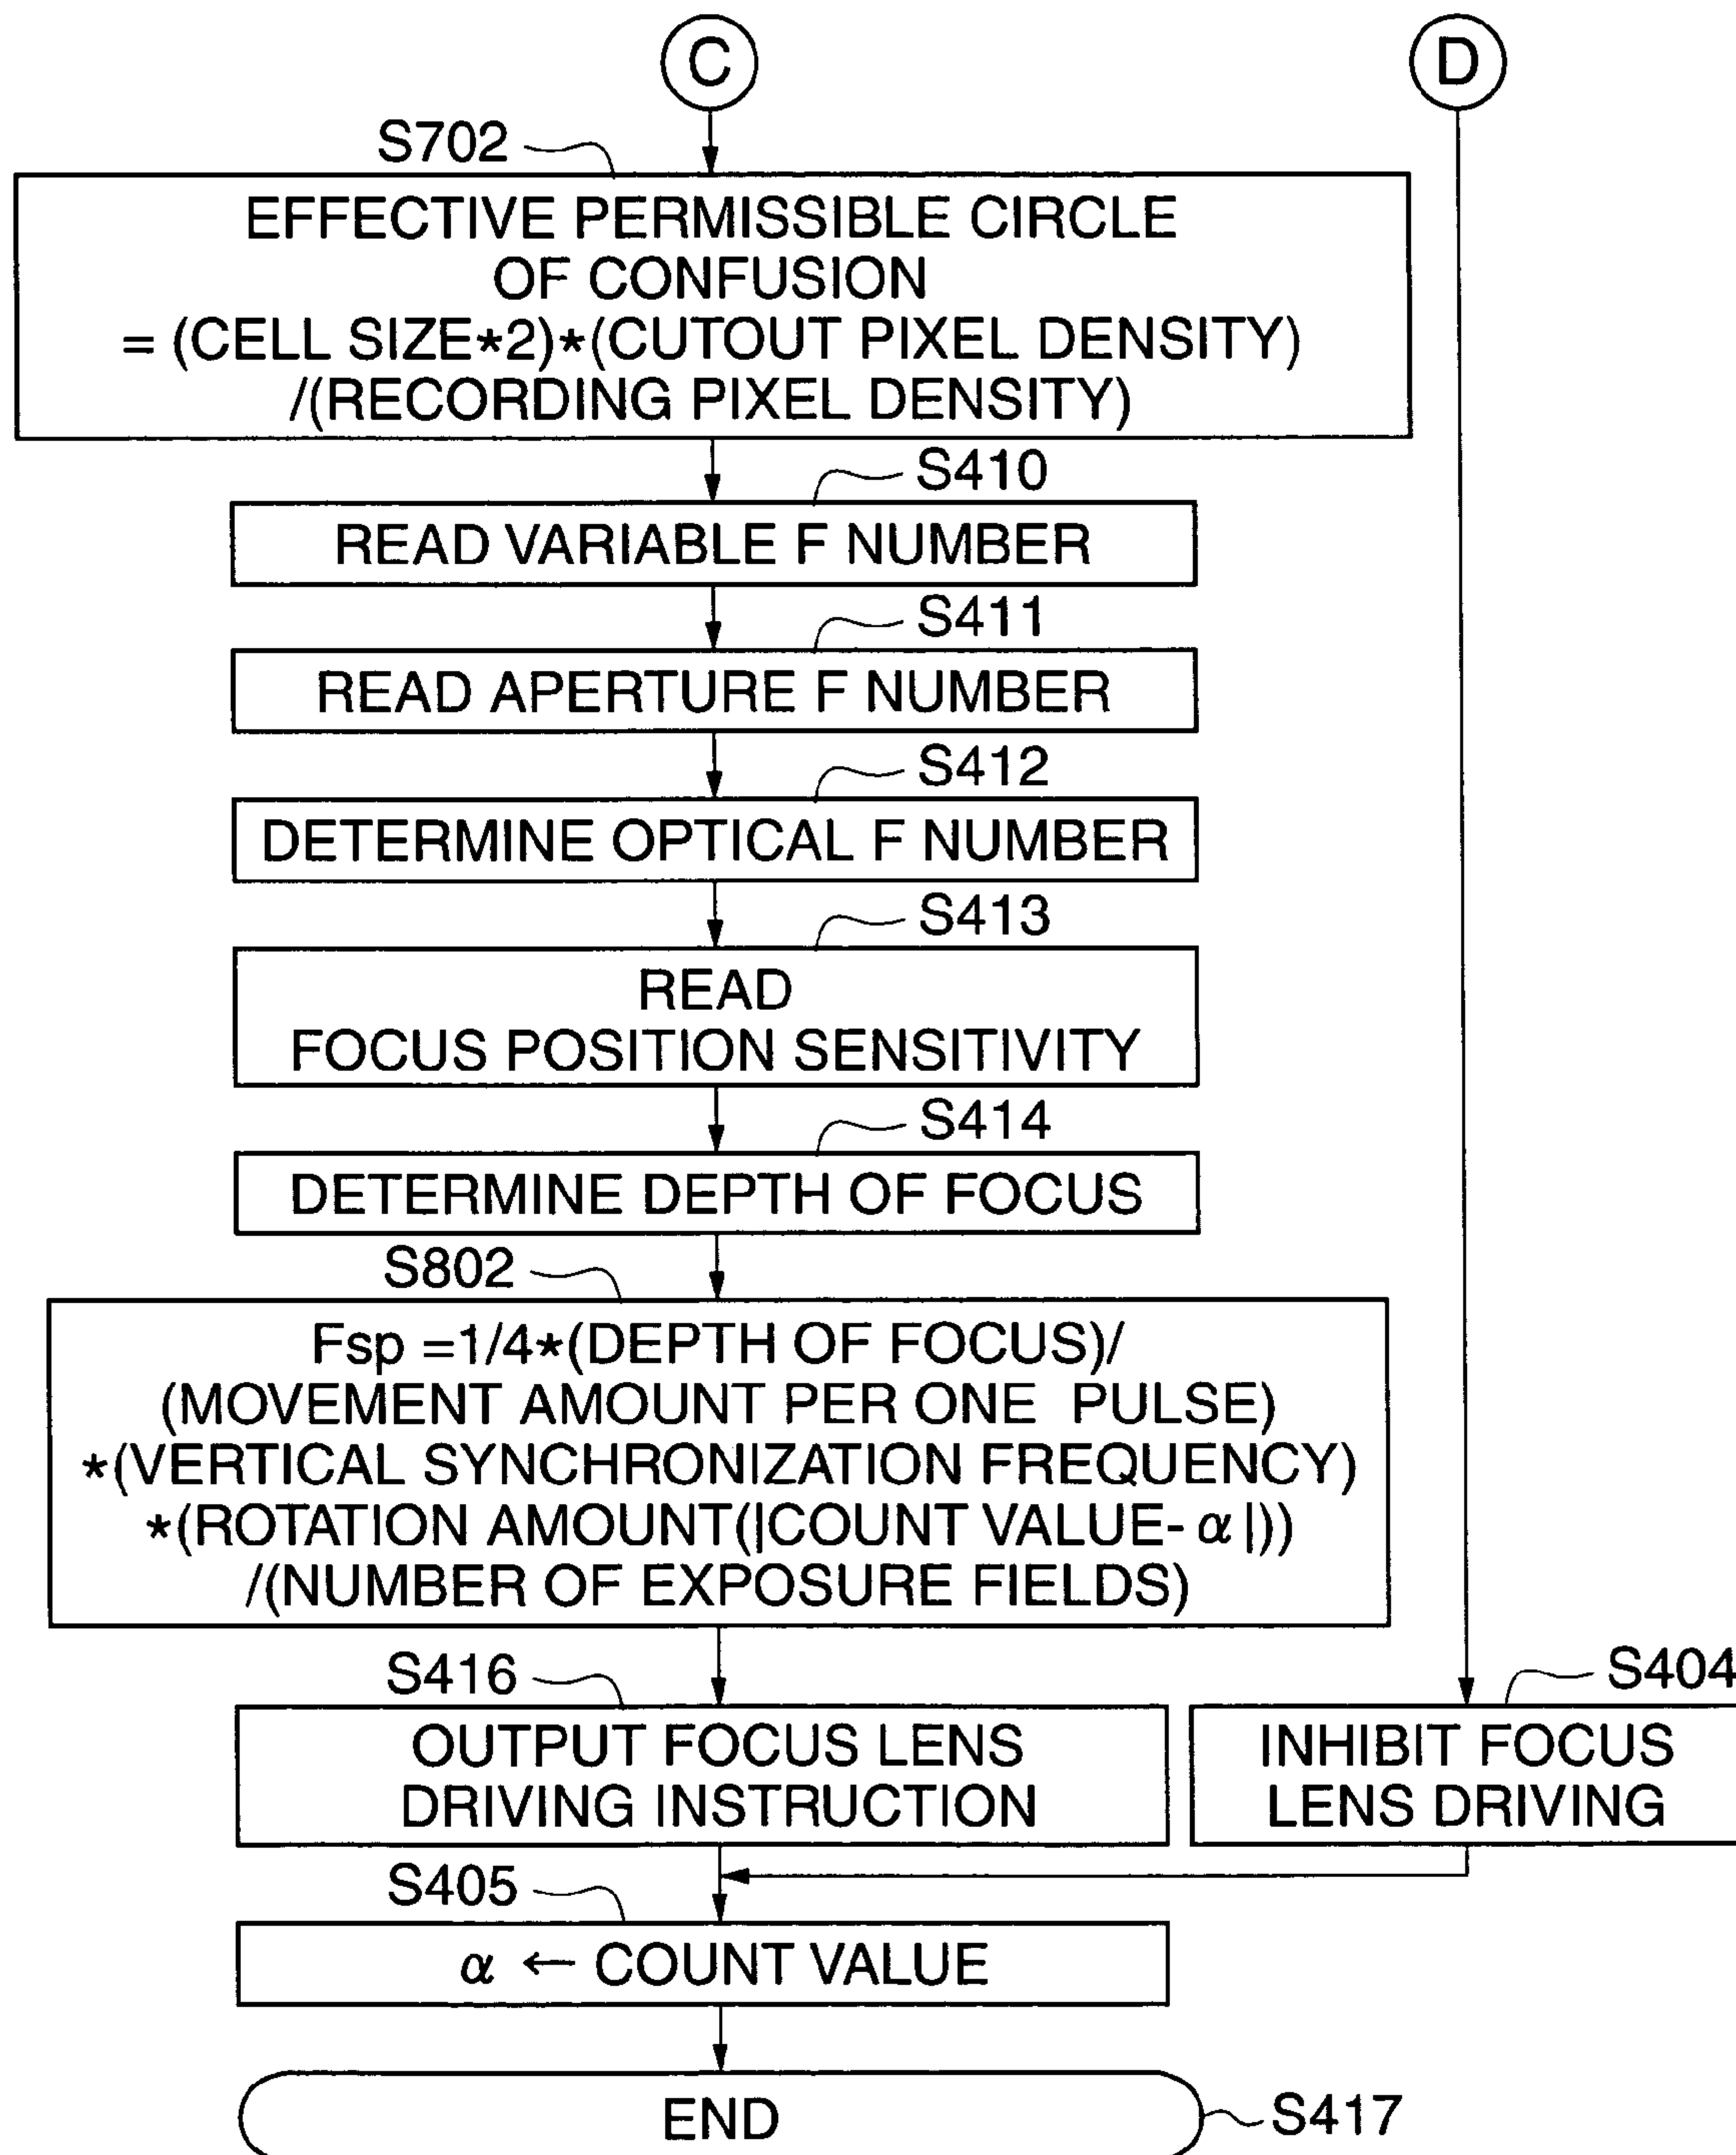 C
D
S702
EFFECTIVE PERMISSIBLE CIRCLE
OF CONFUSION
= (CELL SIZE*2)*(CUTOUT PIXEL DENSITY)
/(RECORDING PIXEL DENSITY)
S410
READ VARIABLE F NUMBER
S411
READ APERTURE F NUMBER
S412
DETERMINE OPTICAL F NUMBER
S413
READ
FOCUS POSITION SENSITIVITY
S414
DETERMINE DEPTH OF FOCUS
S802
Fsp =1/4*(DEPTH OF FOCUS)/
(MOVEMENT AMOUNT PER ONE PULSE)
*(VERTICAL SYNCHRONIZATION FREQUENCY)
*(ROTATION AMOUNT(|COUNT VALUE- α|))
/(NUMBER OF EXPOSURE FIELDS)
S416
OUTPUT FOCUS LENS
DRIVING INSTRUCTION
S404
INHIBIT FOCUS
LENS DRIVING
S405
α ← COUNT VALUE
END
S417